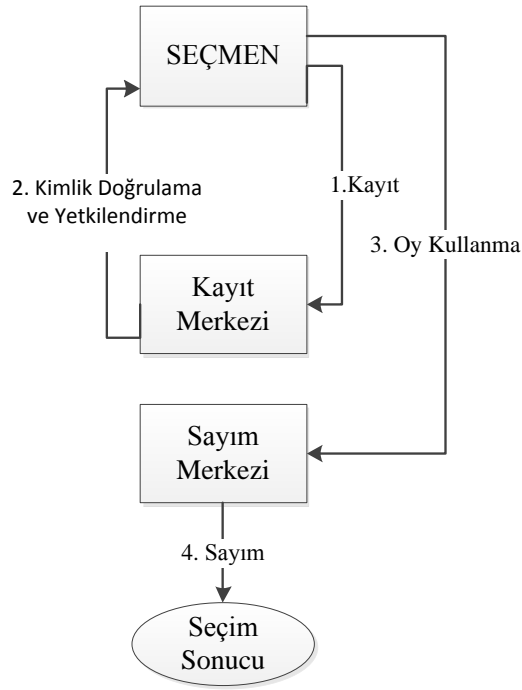 SEÇMEN
2. Kimlik Doğrulama
ve Yetkilendirme
1.Kayıt
3. Oy Kullanma
Kayıt
Merkezi
Sayım
Merkezi
4. Sayım
Seçim
Sonucu